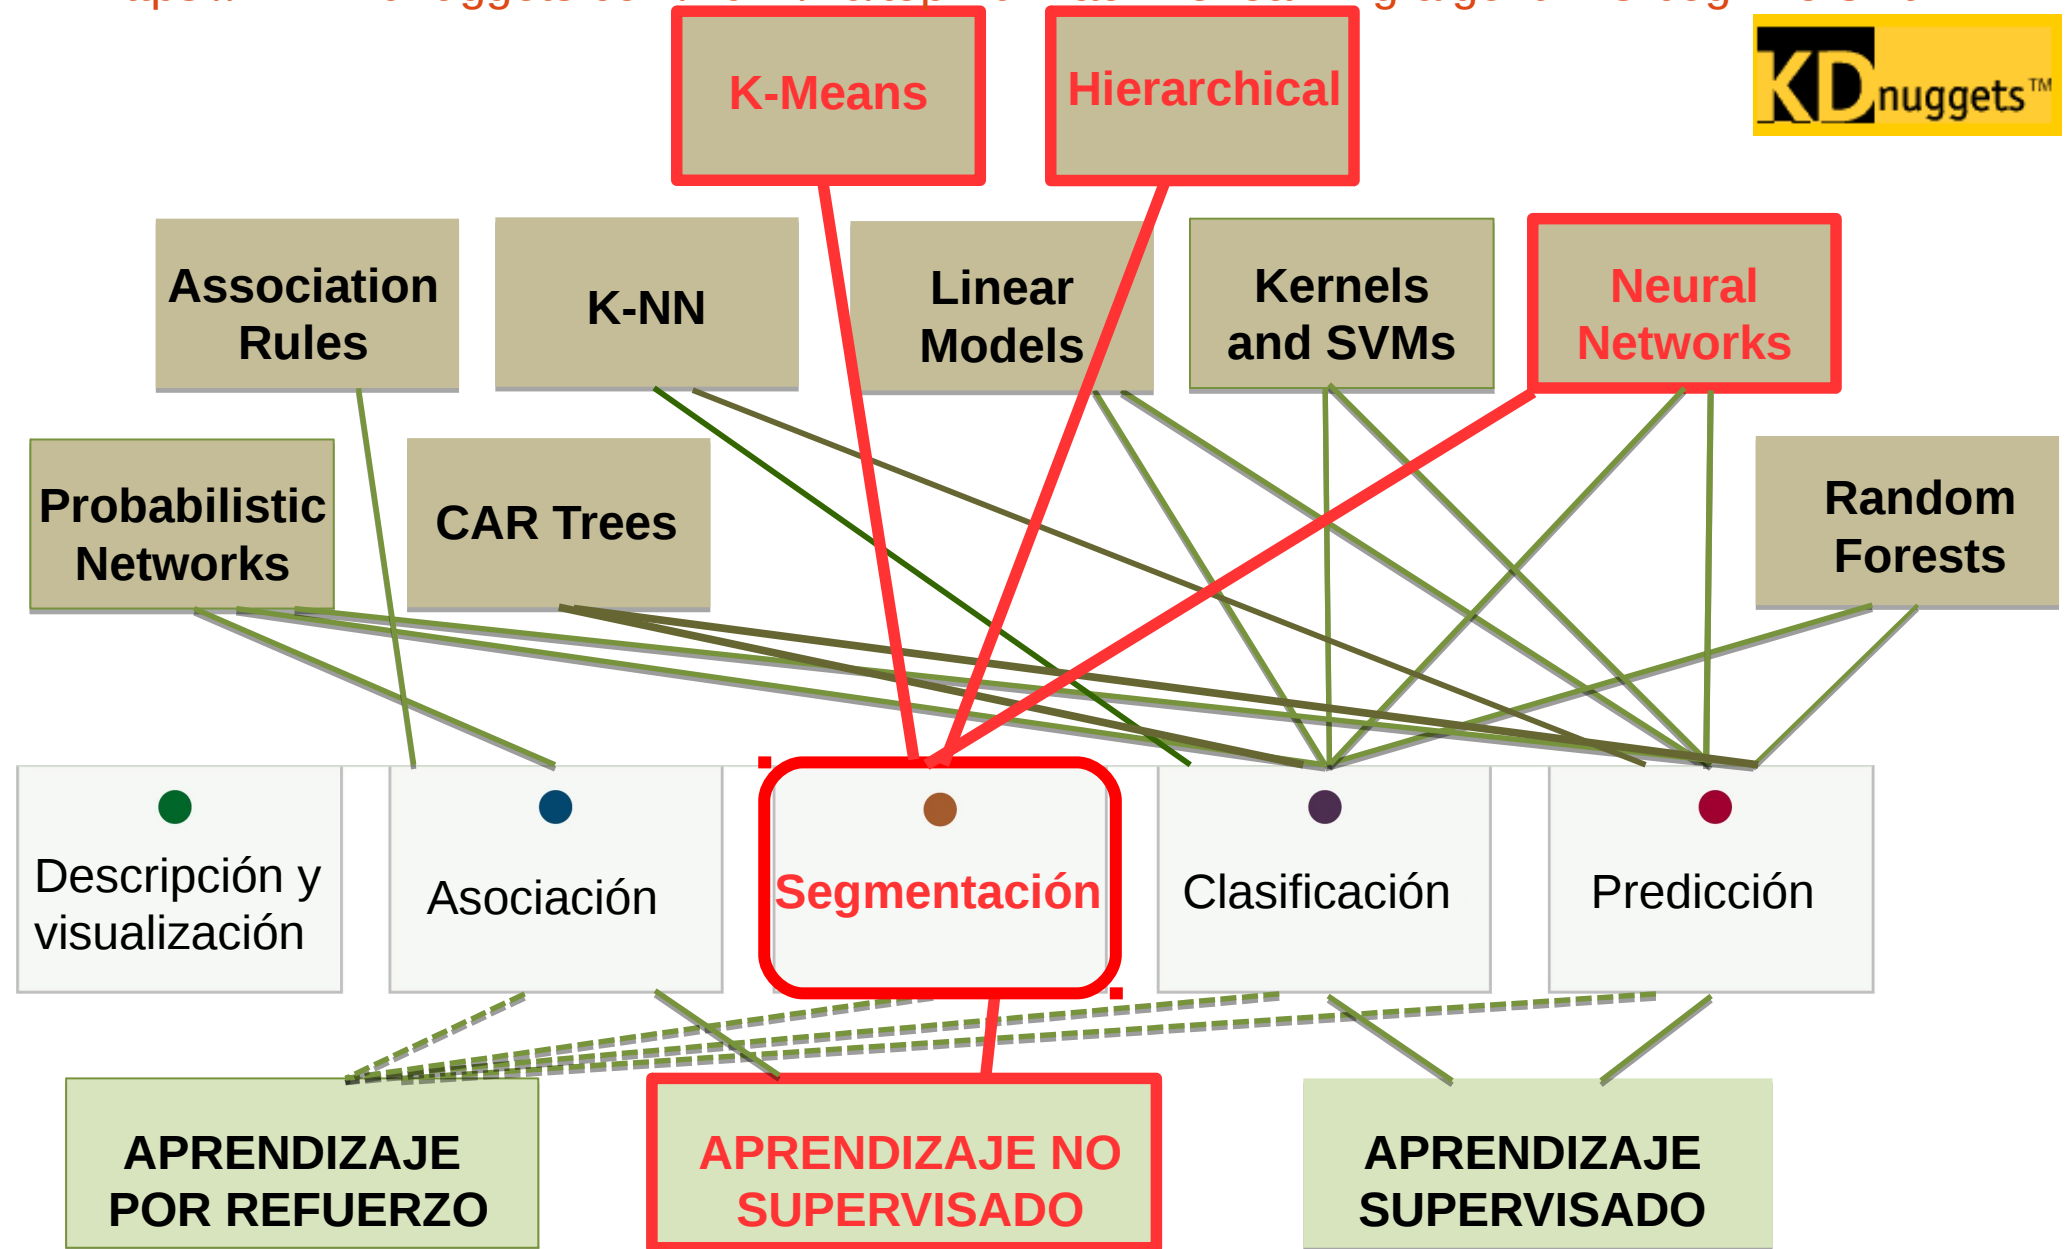 K-Means
Hierarchical
KDnuggets™
Association
Rules
K-NN
Linear
Models
Kernels
and SVMs
Neural
Networks
Probabilistic
Networks
CAR Trees
Random
Forests
Descripción y
visualización
Asociación
Segmentación
Clasificación
Predicción
APRENDIZAJE
POR REFUERZO
APRENDIZAJE NO
SUPERVISADO
APRENDIZAJE
SUPERVISADO